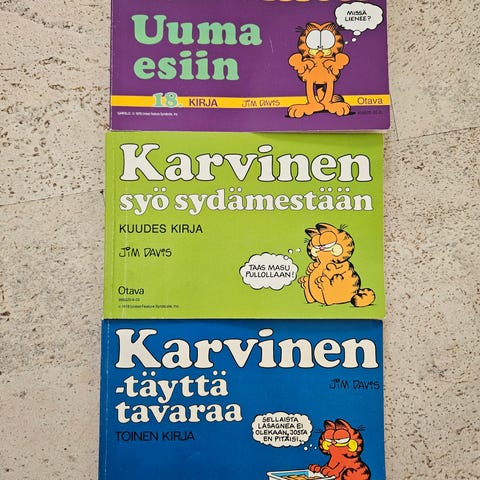 MISSÄ
LIENEE?
Uuma
esiin
18. KIRJA JIM DAVIS Otava
Karvinen
syö sydämestään
KUUDES KIRJA
JIM DAVIS
TAAS MASU
PULLOLLAAN!
Otava
Karvinen
-täyttä
tavaraa
JIM DAVIS
TOINEN KIRJA
SELLAISTA
LASAGNEA EI
OLEKAAN, JOSTA
EN PITÄISI.